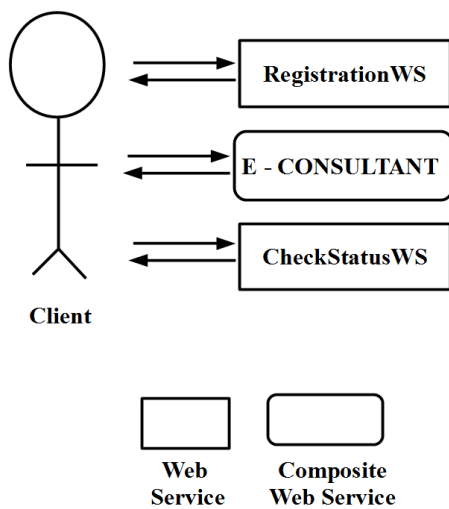 RegistrationWS
E - CONSULTANT
CheckStatusWS
Client
Web
Service
Composite
Web Service